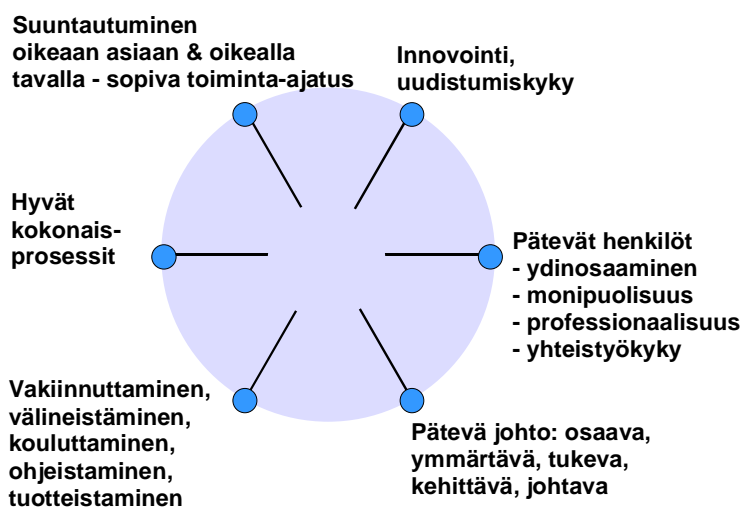 Suuntautuminen
oikeaan asiaan & oikealla
tavalla - sopiva toiminta-ajatus
Innovointi,
uudistumiskyky
Hyvät
kokonais-
prosessit
Pätevät henkilöt
- ydinosaaminen
- monipuolisuus
- professionaalisuus
- yhteistyökyky
Vakiinnuttaminen,
välineistäminen,
kouluttaminen,
ohjeistaminen,
tuotteistaminen
Pätevä johto: osaava,
ymmärtävä, tukeva,
kehittävä, johtava